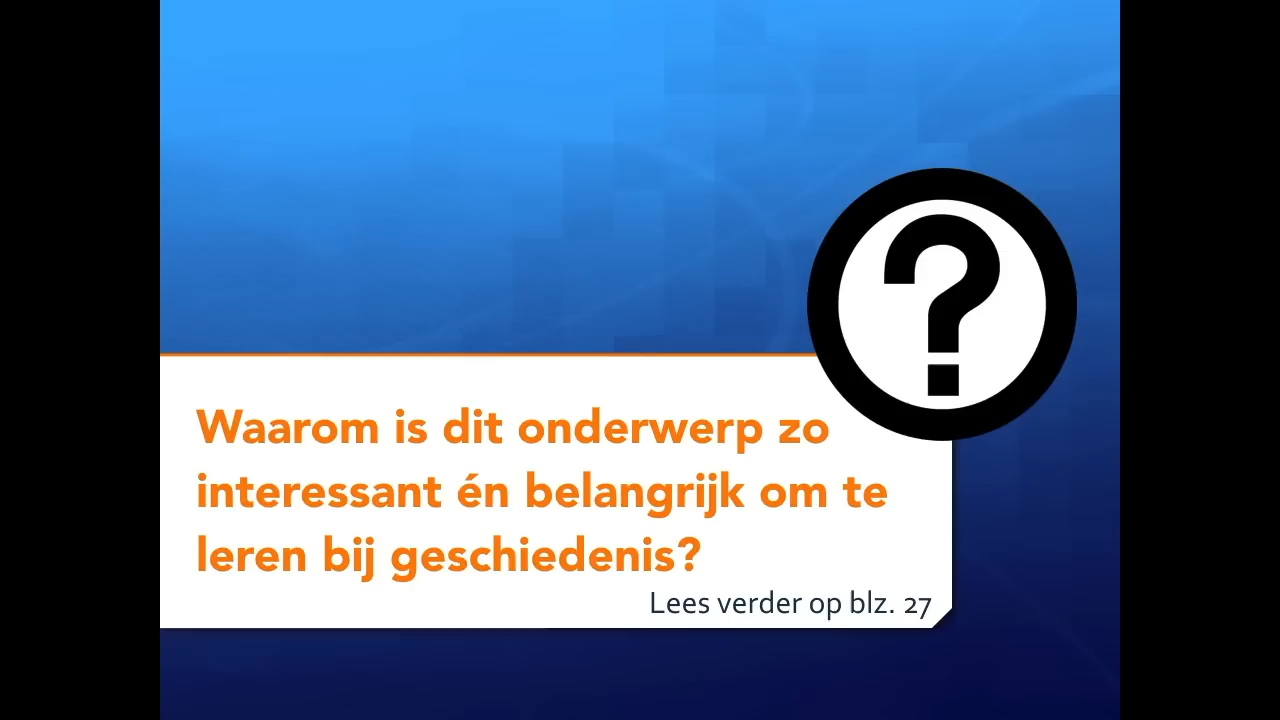 Waarom is dit onderwerp zo
interessant én belangrijk om te
leren bij geschiedenis?
Lees verder op blz. 27